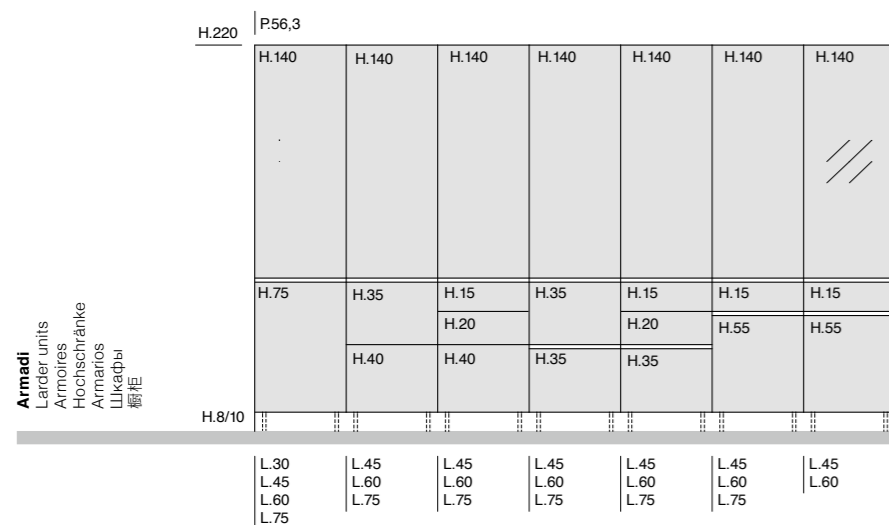 H.220
P.56,3
H.140 H.140 H.140 H.140 H.140 H.140 H.140
H.75 H.35 H.15 H.35 H.15 H.15 H.15
H.20 H.20 H.55 H.55
H.40 H.40 H.35 H.35
Armadi
Larder units
Armoires
Hochschränke
Armarios
Шкафы
橱柜
H.8/10
L.30 L.45 L.45 L.45 L.45 L.45 L.45
L.45 L.60 L.60 L.60 L.60 L.60 L.60
L.60 L.75 L.75 L.75 L.75 L.75
L.75